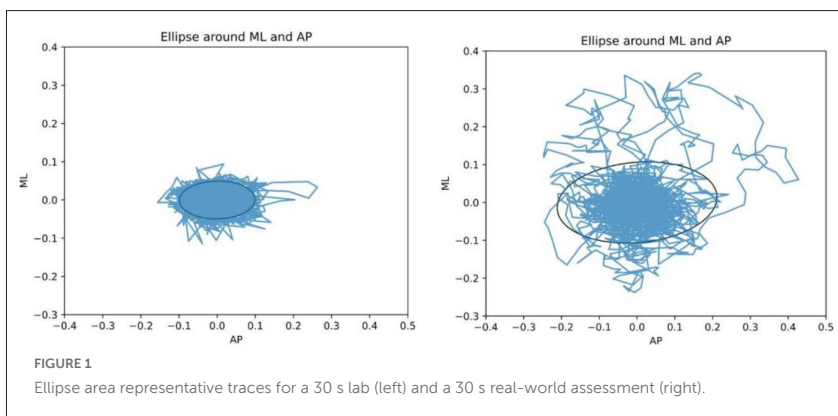 Ellipse around ML and AP
0.4
0.3
0.2
0.1
0.0
−0.1
−0.2
−0.3
ML
−0.4 −0.3 −0.2 −0.1 0.0 0.1 0.2 0.3 0.4 0.5
AP
Ellipse around ML and AP
0.4
0.3
0.2
0.1
0.0
−0.1
−0.2
−0.3
ML
−0.4 −0.3 −0.2 −0.1 0.0 0.1 0.2 0.3 0.4 0.5
AP
FIGURE 1
Ellipse area representative traces for a 30 s lab (left) and a 30 s real-world assessment (right).